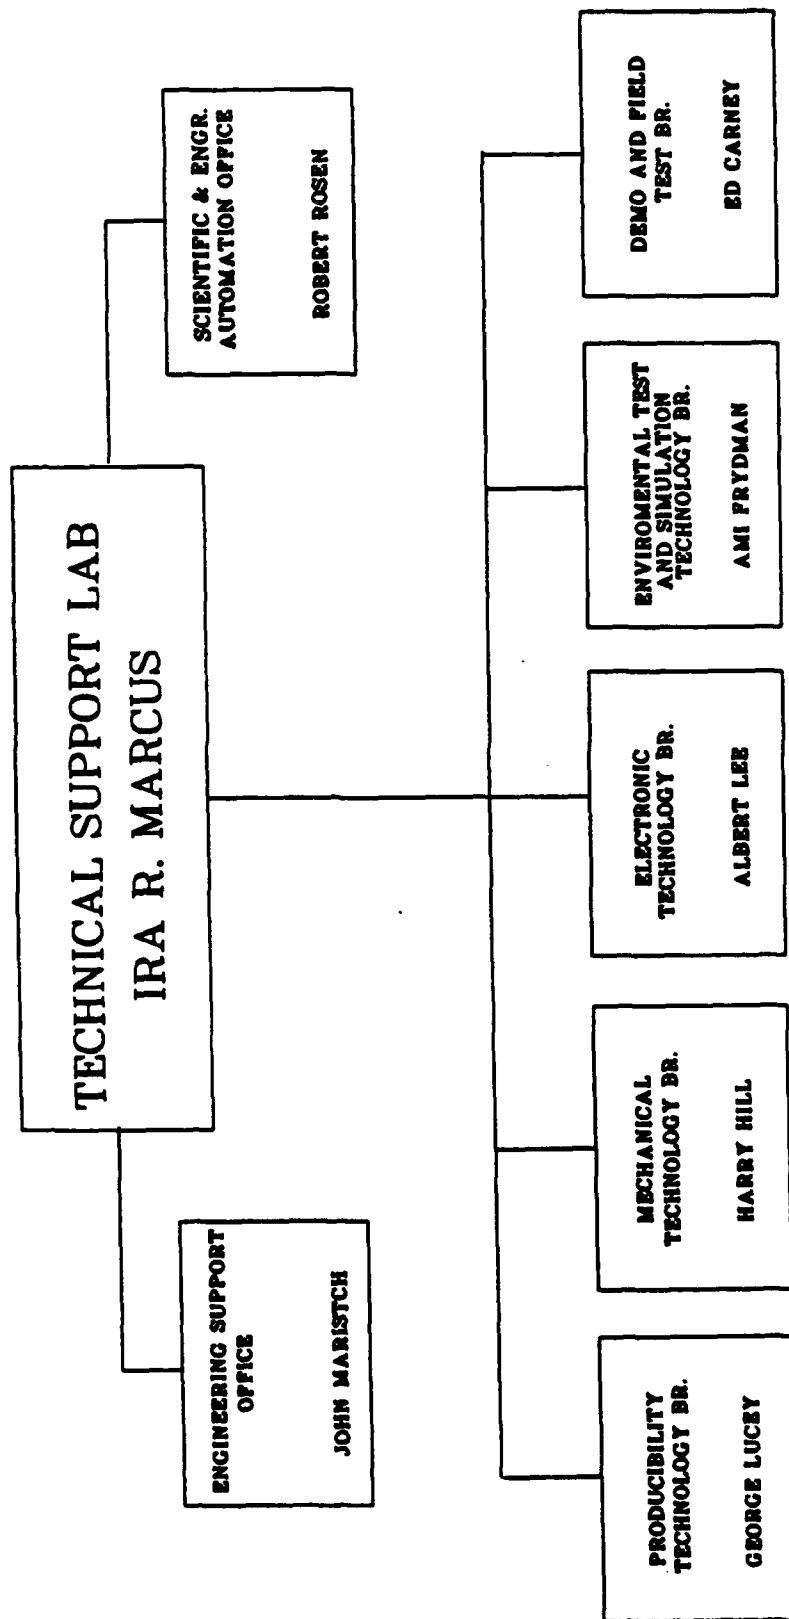 TECHNICAL SUPPORT LAB
IRA R. MARCUS
ENGINEERING SUPPORT
OFFICE
JOHN MARISTCH
SCIENTIFIC & ENGR.
AUTOMATION OFFICE
ROBERT ROSEN
PRODUCIBILITY
TECHNOLOGY BR.
GEORGE LUCEY
MECHANICAL
TECHNOLOGY BR.
HARRY HILL
ELECTRONIC
TECHNOLOGY BR.
ALBERT LEE
ENVIROMENTAL TEST
AND SIMULATION
TECHNOLOGY BR.
AMI FRYDMAN
DEMO AND FIELD
TEST BR.
ED CARNEY